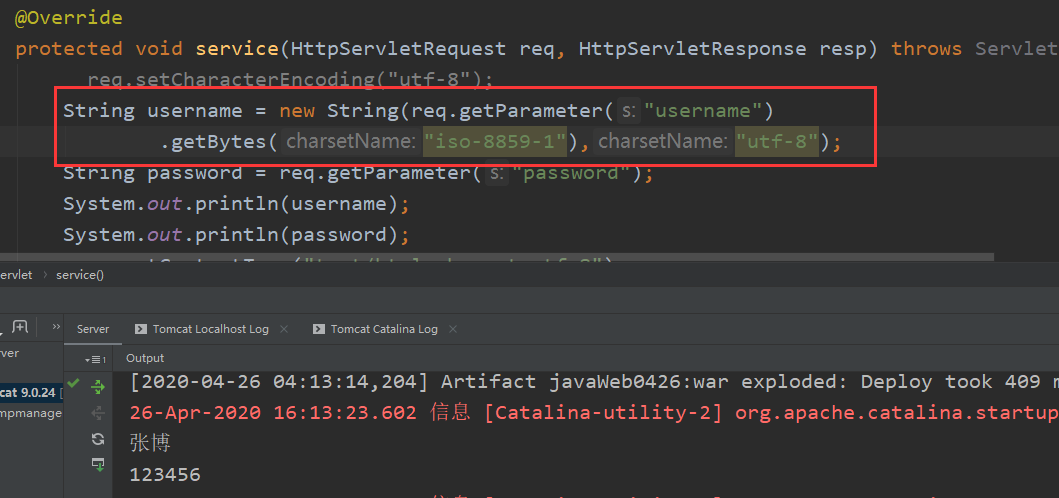 @Override
protected void service(HttpServletRequest req, HttpServletResponse resp) throws Servlet
req.setCharacterEncoding("utf-8");
String username = new String(req.getParameter( s: "username")
.getBytes( charsetName: "iso-8859-1"), charsetName: "utf-8");
String password = req.getParameter( s: "password");
System.out.println(username);
System.out.println(password);
ervlet › service()
» Server Tomcat Localhost Log × Tomcat Catalina Log ×
rver
1 Output
cat 9.0.24 [
mpmanage
[2020-04-26 04:13:14,204] Artifact javaWeb0426:war exploded: Deploy took 409 m
26-Apr-2020 16:13:23.602 信息 [Catalina-utility-2] org.apache.catalina.startup
张博
123456